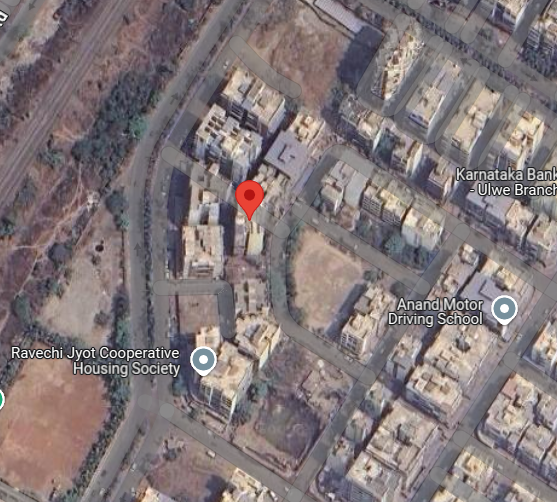 Karnataka Bank
- Ulwe Branch
Anand Motor
Driving School
Ravechi Jyot Cooperative
Housing Society